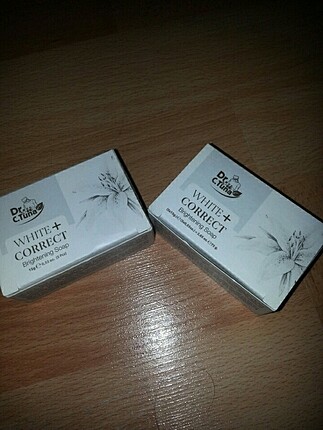 Dr.
C.Tuna
WHITE+
CORRECT
Brightening Soap
Dr.
C.Tuna
WHITE+
CORRECT
Brightening Soap